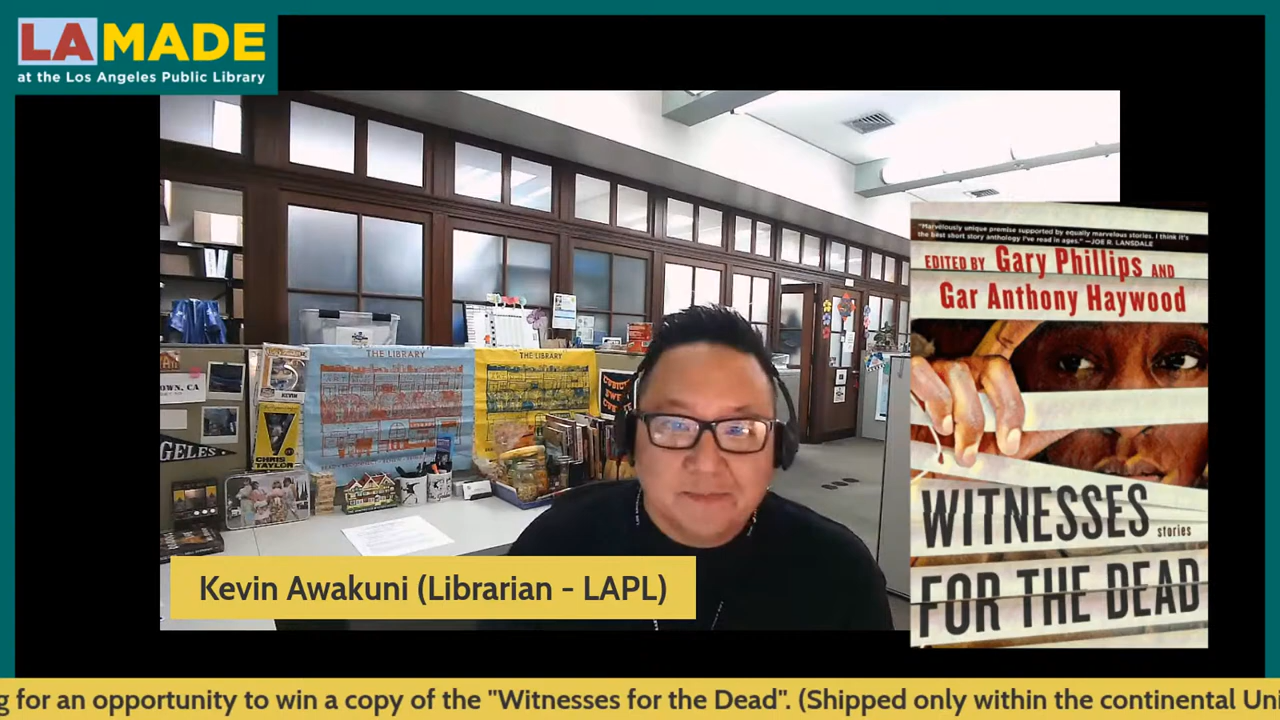 LA MADE
at the Los Angeles Public Library
"Marvelously unique premise supported by equally marvelous stories. I think it's
the best short story anthology I've read in ages." —JOE R. LANSDALE
EDITED BY Gary Phillips AND
Gar Anthony Haywood
WITNESSES stories
FOR THE DEAD
THE LIBRARY
THE LIBRARY
OWN, CA
KEVIN
GELES
CHRIS
TAYLOR
Kevin Awakuni (Librarian - LAPL)
g for an opportunity to win a copy of the "Witnesses for the Dead". (Shipped only within the continental Uni